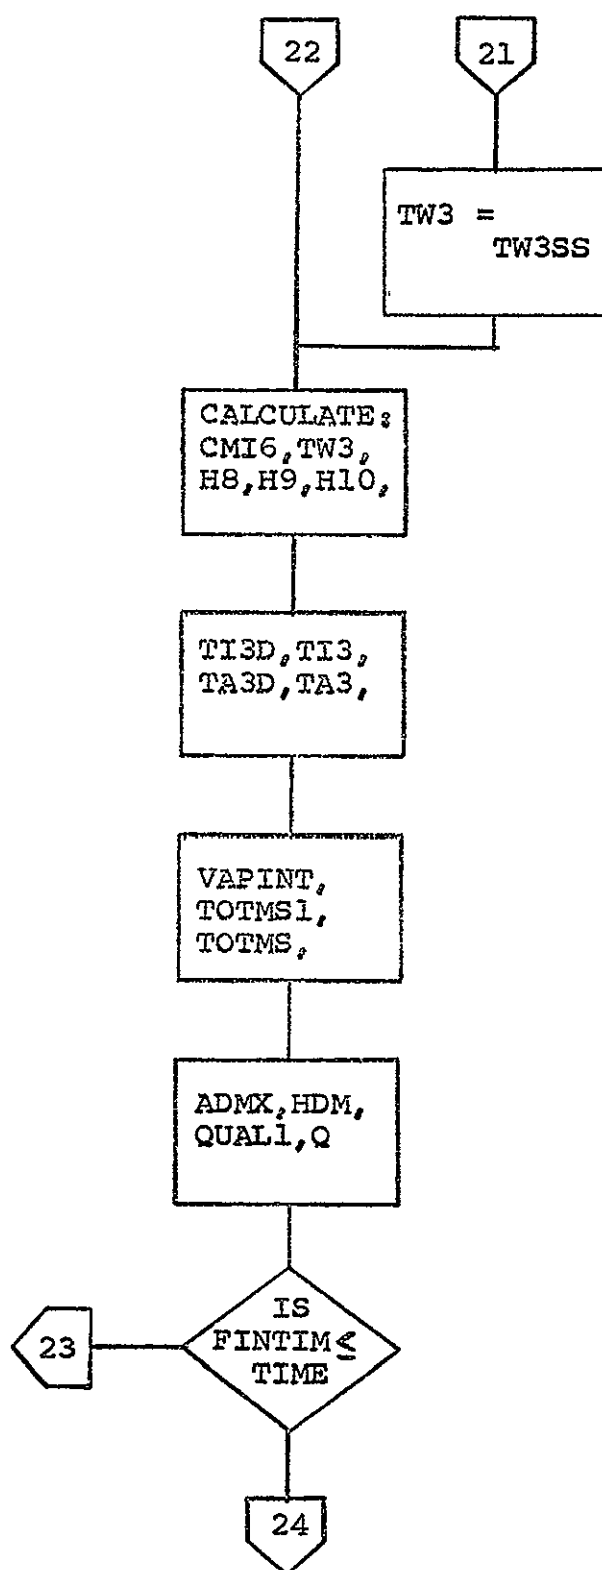 22
21
TW3 =
TW3SS
CALCULATE:
CMI6, TW3,
H8, H9, H10,
TI3D, TI3,
TA3D, TA3,
VAPINT,
TOTMS1,
TOTMS,
ADMX, HDM,
QUAL1, Q
IS
FINTIM ≤
TIME
23
24